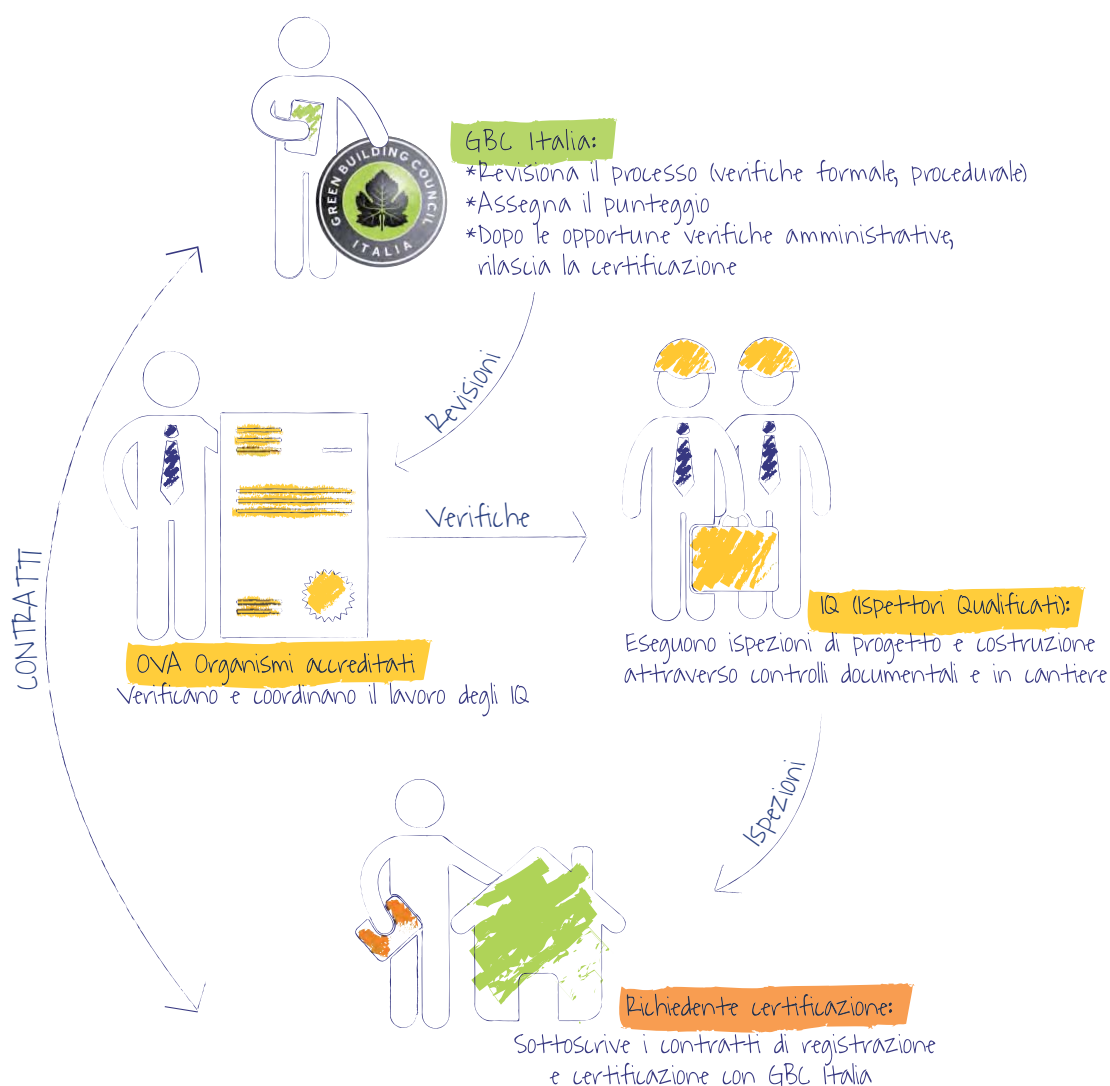 GREEN BUILDING COUNCIL
ITALIA
GBC Italia:
*Revisiona il processo (verifiche formale, procedurale)
*Assegna il punteggio
*Dopo le opportune verifiche amministrative,
rilascia la certificazione
Revisioni
Verifiche
CONTRATTI
IQ (Ispettori Qualificati):
Eseguono ispezioni di progetto e costruzione
attraverso controlli documentali e in cantiere
OVA Organismi accreditati
Verificano e coordinano il lavoro degli IQ
Ispezioni
Richiedente certificazione:
Sottoscrive i contratti di registrazione
e certificazione con GBC Italia